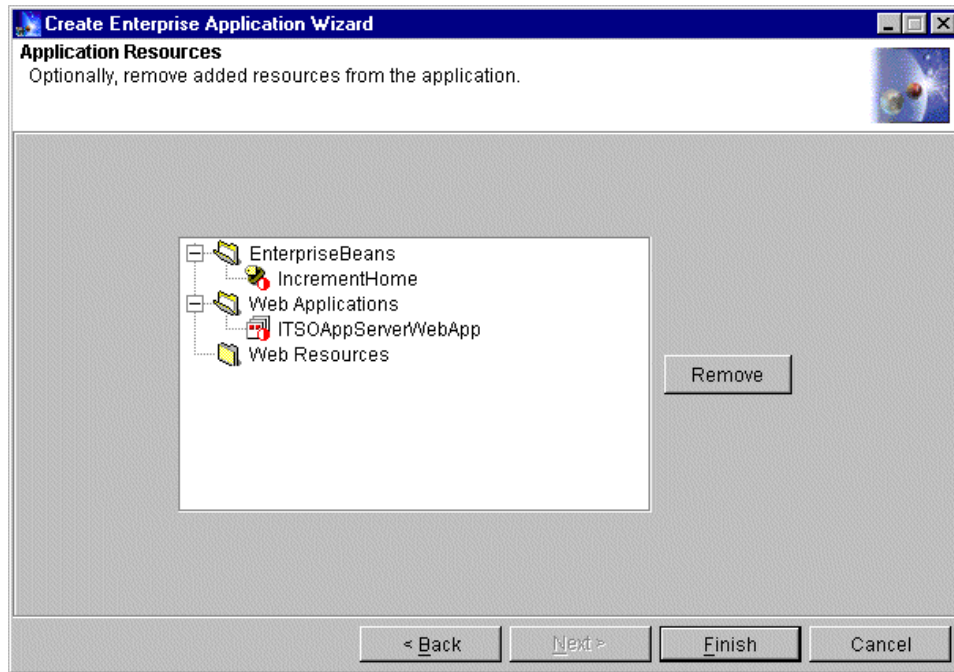 Create Enterprise Application Wizard
Application Resources
Optionally, remove added resources from the application.
EnterpriseBeans
IncrementHome
Web Applications
ITSOAppServerWebApp
Web Resources
Remove
< Back Next > Finish Cancel